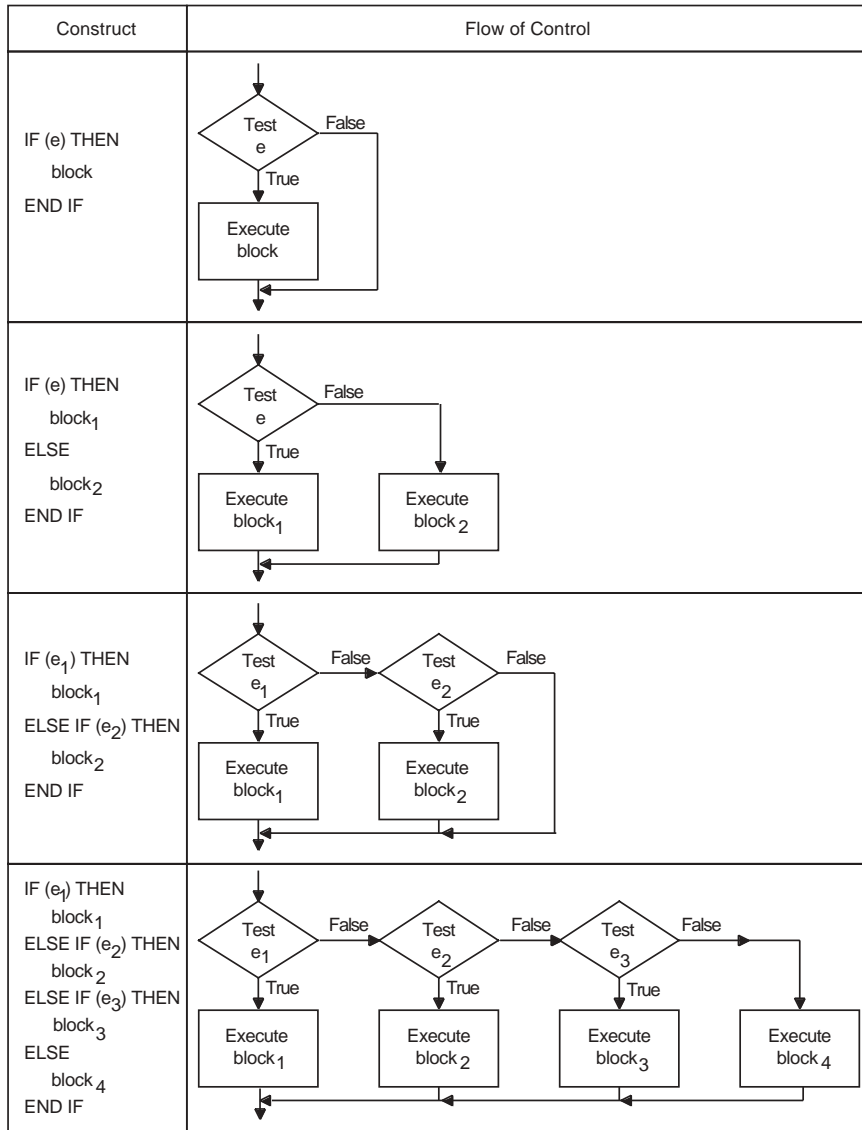 Construct
Flow of Control
IF (e) THEN
block
END IF
Test
e
False
True
Execute
block
IF (e) THEN
block1
ELSE
block2
END IF
Test
e
False
True
Execute
block1
Execute
block2
IF (e1) THEN
block1
ELSE IF (e2) THEN
block2
END IF
Test
e1
False
Test
e2
False
True
True
Execute
block1
Execute
block2
IF (e1) THEN
block1
ELSE IF (e2) THEN
block2
ELSE IF (e3) THEN
block3
ELSE
block4
END IF
Test
e1
False
Test
e2
False
Test
e3
False
True
True
True
Execute
block1
Execute
block2
Execute
block3
Execute
block4